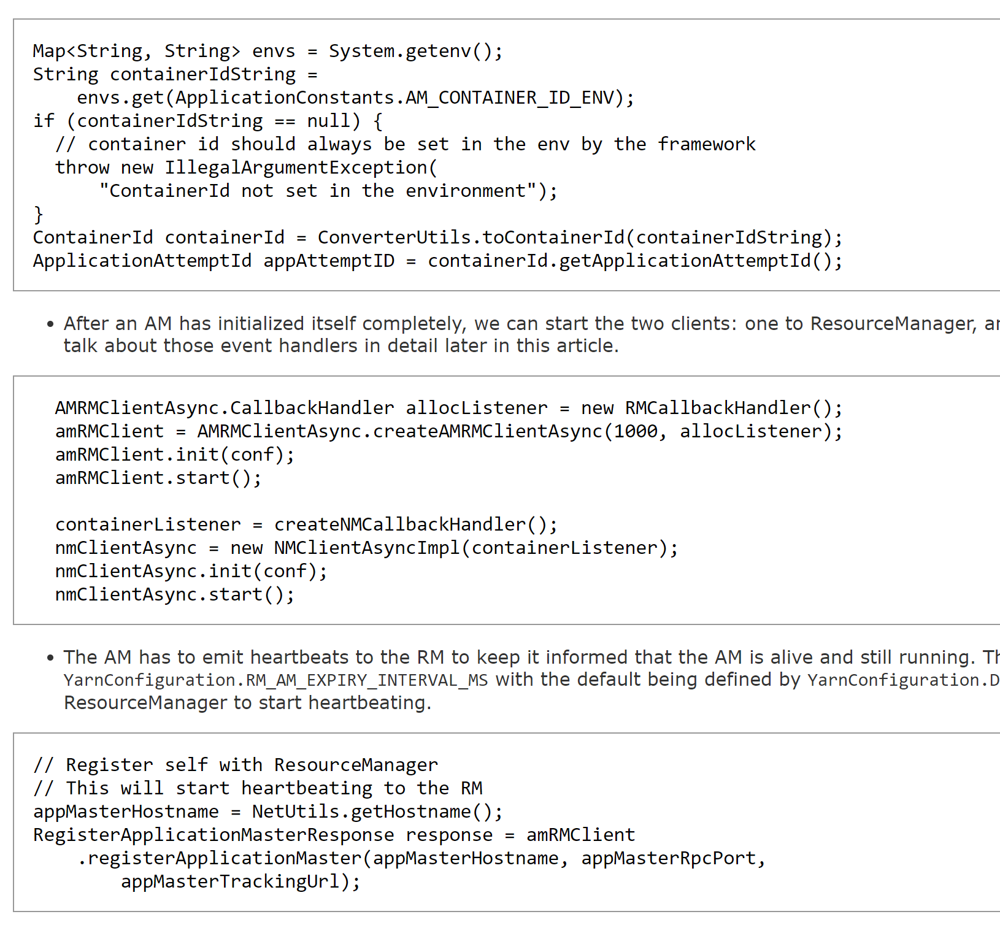 Map<String, String> envs = System.getenv();
String containerIdString =
    envs.get(ApplicationConstants.AM_CONTAINER_ID_ENV);
if (containerIdString == null) {
  // container id should always be set in the env by the framework
  throw new IllegalArgumentException(
      "ContainerId not set in the environment");
}
ContainerId containerId = ConverterUtils.toContainerId(containerIdString);
ApplicationAttemptId appAttemptID = containerId.getApplicationAttemptId();
• After an AM has initialized itself completely, we can start the two clients: one to ResourceManager,
talk about those event handlers in detail later in this article.
  AMRMClientAsync.CallbackHandler allocListener = new RMCallbackHandler();
  amRMClient = AMRMClientAsync.createAMRMClientAsync(1000, allocListener);
  amRMClient.init(conf);
  amRMClient.start();

  containerListener = createNMCallbackHandler();
  nmClientAsync = new NMClientAsyncImpl(containerListener);
  nmClientAsync.init(conf);
  nmClientAsync.start();
• The AM has to emit heartbeats to the RM to keep it informed that the AM is alive and still running.
YarnConfiguration.RM_AM_EXPIRY_INTERVAL_MS with the default being defined by YarnConfiguration.D
ResourceManager to start heartbeating.
// Register self with ResourceManager
// This will start heartbeating to the RM
appMasterHostname = NetUtils.getHostname();
RegisterApplicationMasterResponse response = amRMClient
    .registerApplicationMaster(appMasterHostname, appMasterRpcPort,
        appMasterTrackingUrl);